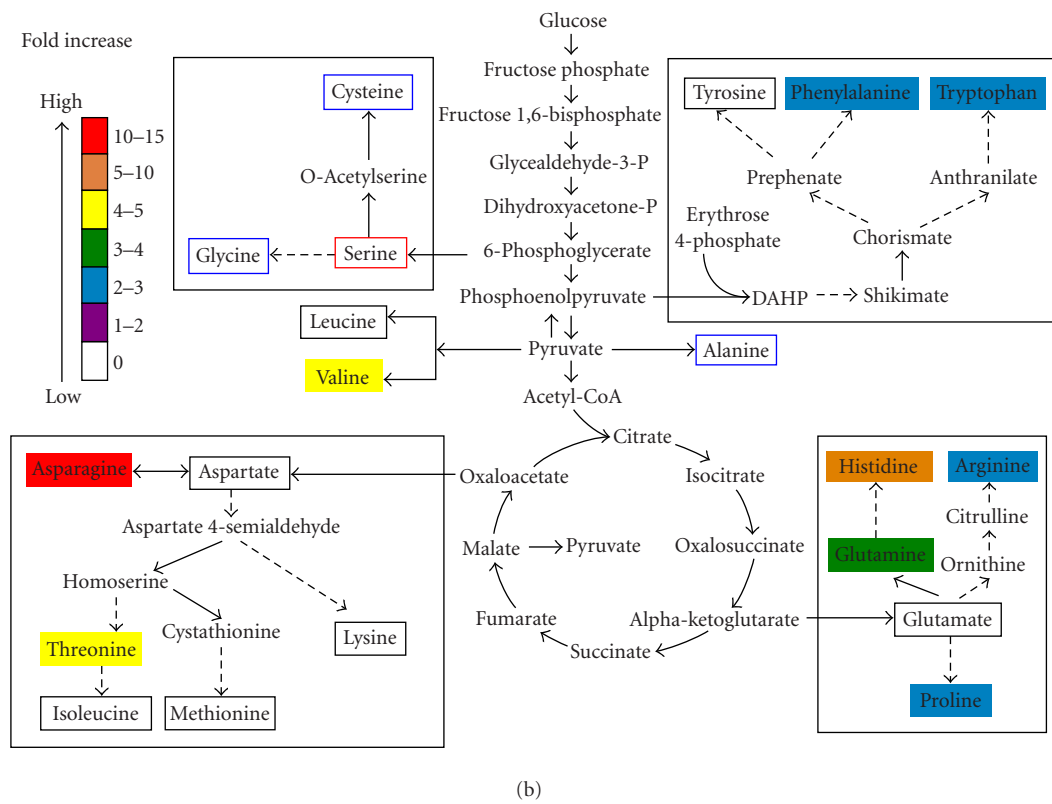 Fold increase
High
10–15
5–10
4–5
3–4
2–3
1–2
0
Low
Cysteine
O-Acetylserine
Glycine
Serine
Glucose
Fructose phosphate
Fructose 1,6-bisphosphate
Glycealdehyde-3-P
Dihydroxyacetone-P
6-Phosphoglycerate
Phosphoenolpyruvate
Pyruvate
Acetyl-CoA
Tyrosine
Phenylalanine
Tryptophan
Prephenate
Anthranilate
Erythrose
4-phosphate
Chorismate
DAHP
Shikimate
Leucine
Valine
Alanine
Citrate
Isocitrate
Oxalosuccinate
Alpha-ketoglutarate
Succinate
Fumarate
Malate
Pyruvate
Oxaloacetate
Asparagine
Aspartate
Aspartate 4-semialdehyde
Homoserine
Cystathionine
Lysine
Threonine
Isoleucine
Methionine
Histidine
Arginine
Citrulline
Glutamine
Ornithine
Glutamate
Proline
(b)